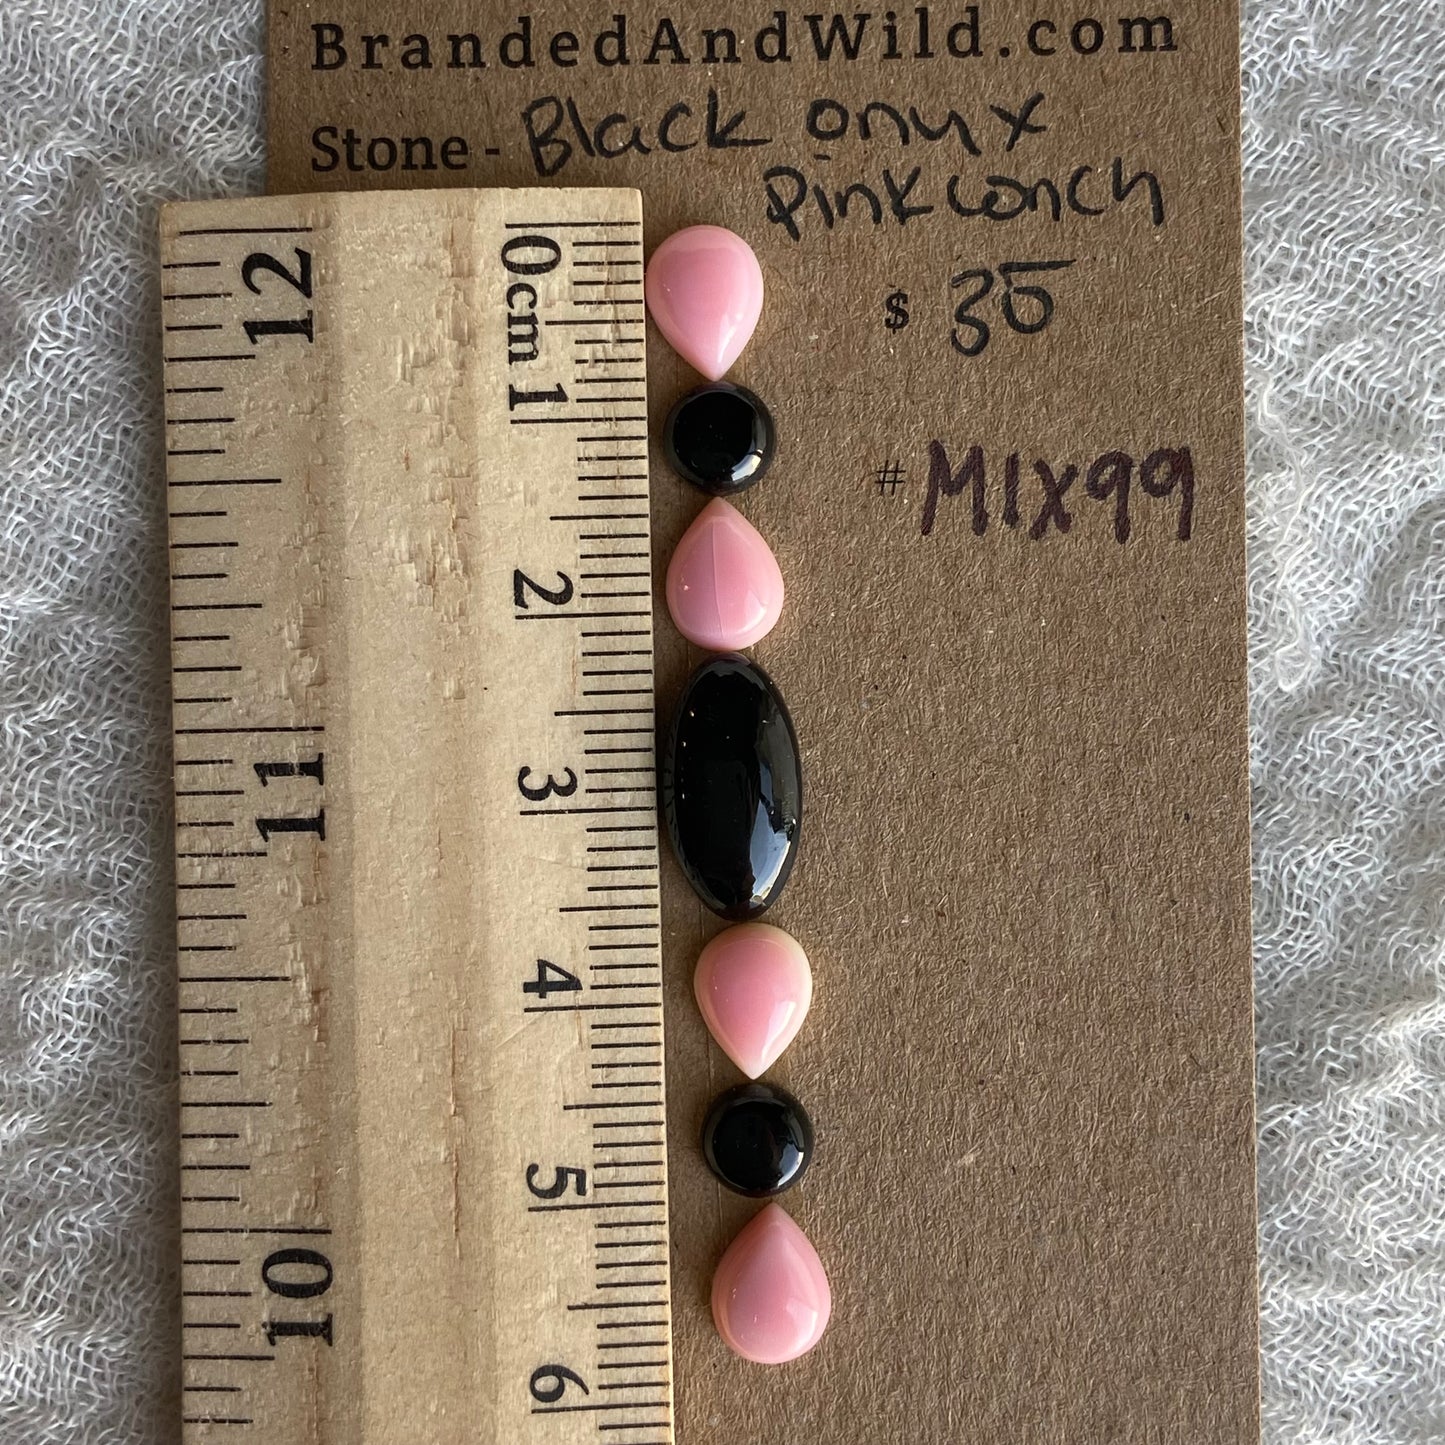 BrandedAndWild.com
Stone - Black onyx
Pink conch
$ 35
# MIX99
0cm 1
2
3
4
5
6
12
11
10